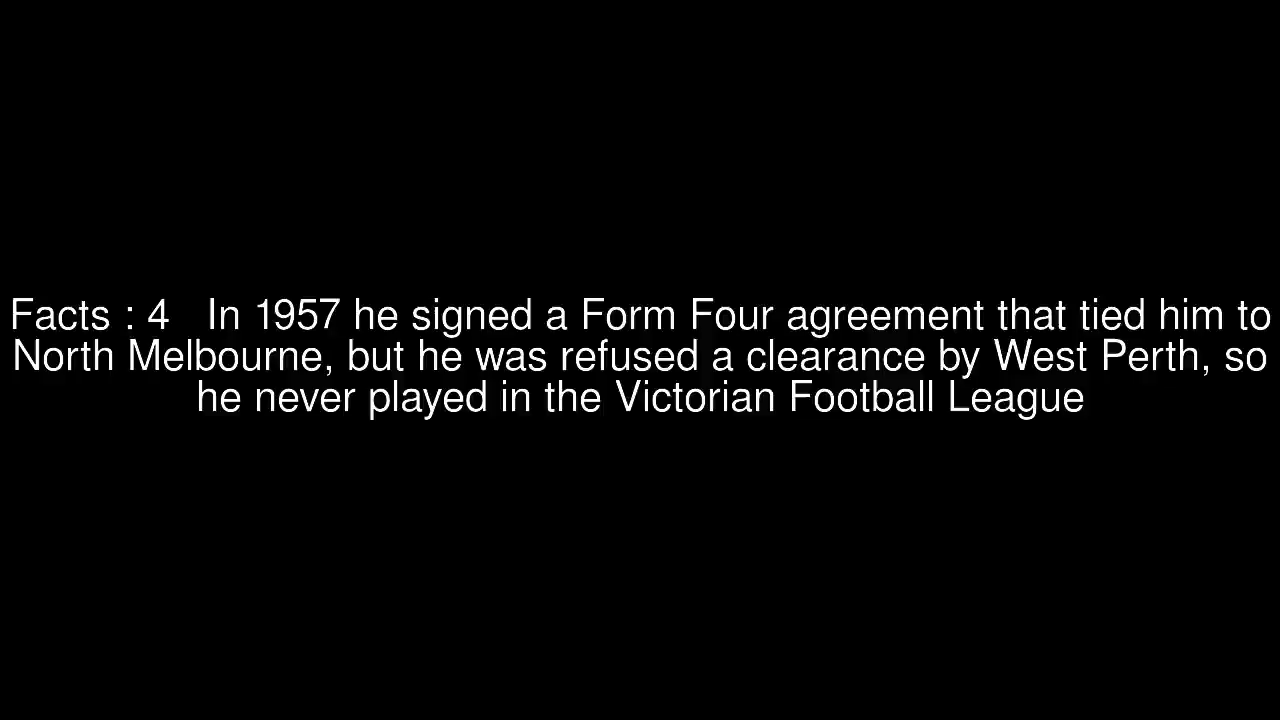 Facts : 4   In 1957 he signed a Form Four agreement that tied him to
North Melbourne, but he was refused a clearance by West Perth, so
he never played in the Victorian Football League